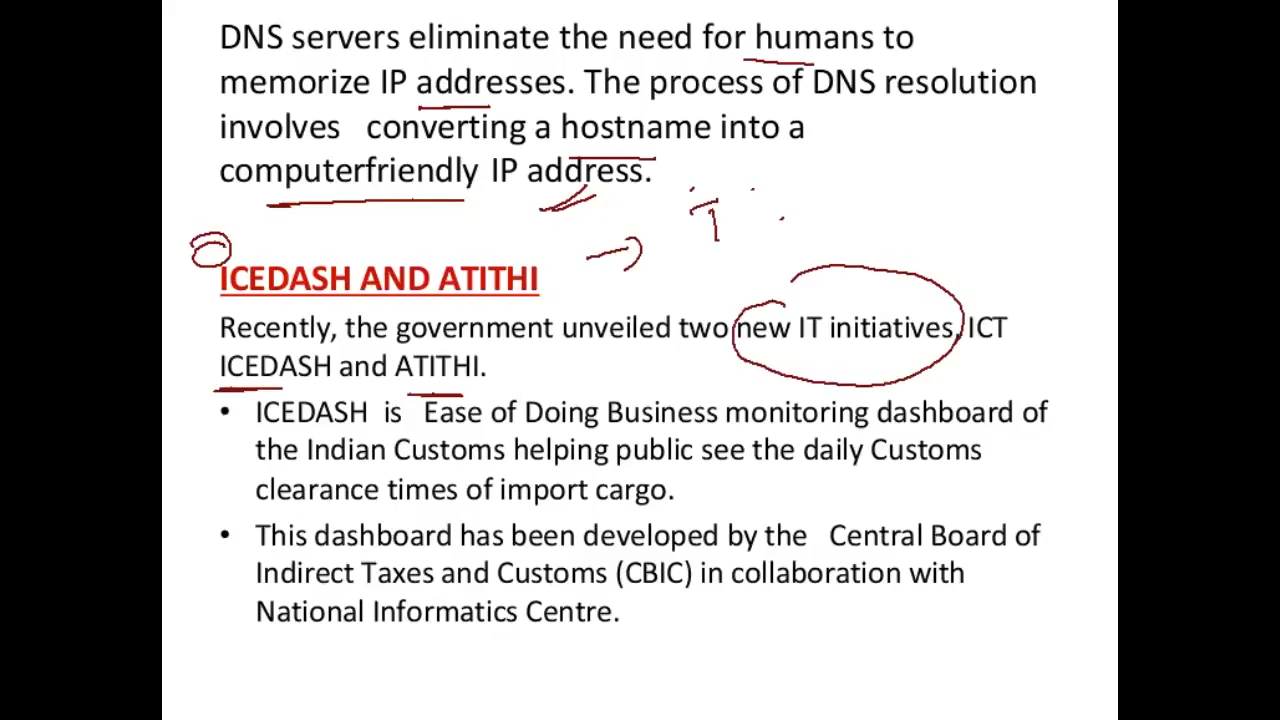 DNS servers eliminate the need for humans to
memorize IP addresses. The process of DNS resolution
involves converting a hostname into a
computerfriendly IP address.
ICEDASH AND ATITHI
Recently, the government unveiled two new IT initiatives, ICT
ICEDASH and ATITHI.
• ICEDASH is Ease of Doing Business monitoring dashboard of
the Indian Customs helping public see the daily Customs
clearance times of import cargo.
• This dashboard has been developed by the Central Board of
Indirect Taxes and Customs (CBIC) in collaboration with
National Informatics Centre.